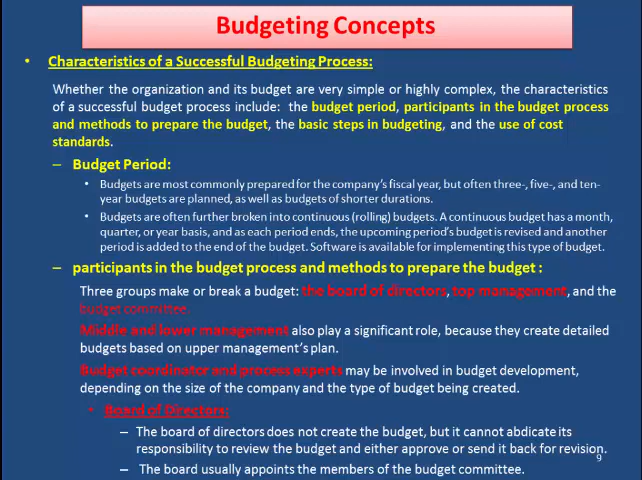 Budgeting Concepts
• Characteristics of a Successful Budgeting Process:
Whether the organization and its budget are very simple or highly complex, the characteristics
of a successful budget process include: the budget period, participants in the budget process
and methods to prepare the budget, the basic steps in budgeting, and the use of cost
standards.
– Budget Period:
• Budgets are most commonly prepared for the company's fiscal year, but often three-, five-, and ten-
year budgets are planned, as well as budgets of shorter durations.
• Budgets are often further broken into continuous (rolling) budgets. A continuous budget has a month,
quarter, or year basis, and as each period ends, the upcoming period's budget is revised and another
period is added to the end of the budget. Software is available for implementing this type of budget.
– participants in the budget process and methods to prepare the budget :
Three groups make or break a budget: the board of directors, top management, and the
budget committee.
Middle and lower management also play a significant role, because they create detailed
budgets based on upper management's plan.
Budget coordinator and process experts may be involved in budget development,
depending on the size of the company and the type of budget being created.
• Board of Directors:
– The board of directors does not create the budget, but it cannot abdicate its
responsibility to review the budget and either approve or send it back for revision.
– The board usually appoints the members of the budget committee.
9